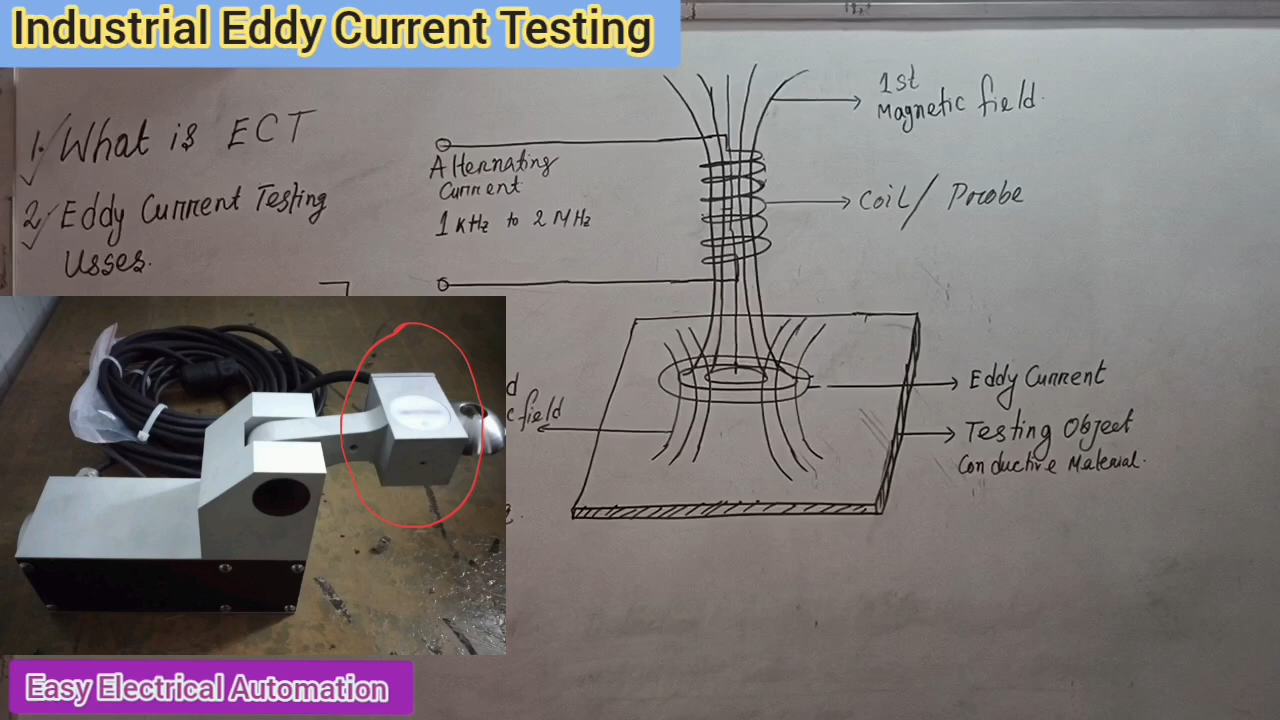 Industrial Eddy Current Testing
1. What is ECT
2. Eddy Current Testing
Usses.
Alternating
Current
1 KHz to 2 MHz
1st
Magnetic field.
Coil / Probe
Eddy Current
field
Testing Object
Conductive Material.
Easy Electrical Automation